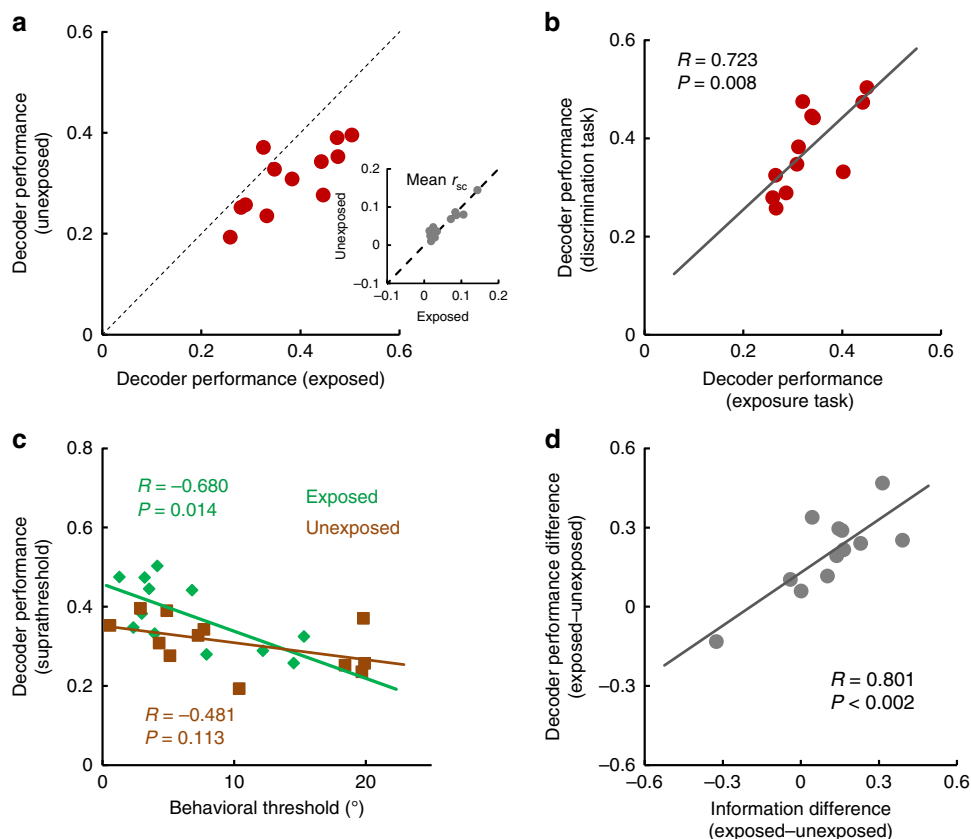 a
Decoder performance
(unexposed)
0.6
0.4
0.2
0
0
0.2
0.4
0.6
Decoder performance (exposed)
Mean rsc
Unexposed
0.2
0.1
0
–0.1
–0.1
0
0.1
0.2
Exposed
b
R = 0.723
P = 0.008
Decoder performance
(discrimination task)
0.6
0.4
0.2
0
0
0.2
0.4
0.6
Decoder performance
(exposure task)
c
R = –0.680
P = 0.014
Exposed
Unexposed
Decoder performance
(suprathreshold)
0.8
0.6
0.4
0.2
0
R = –0.481
P = 0.113
0
10
20
Behavioral threshold (°)
d
Decoder performance difference
(exposed–unexposed)
0.6
0.3
0
–0.3
–0.6
R = 0.801
P < 0.002
–0.6
–0.3
0
0.3
0.6
Information difference
(exposed–unexposed)